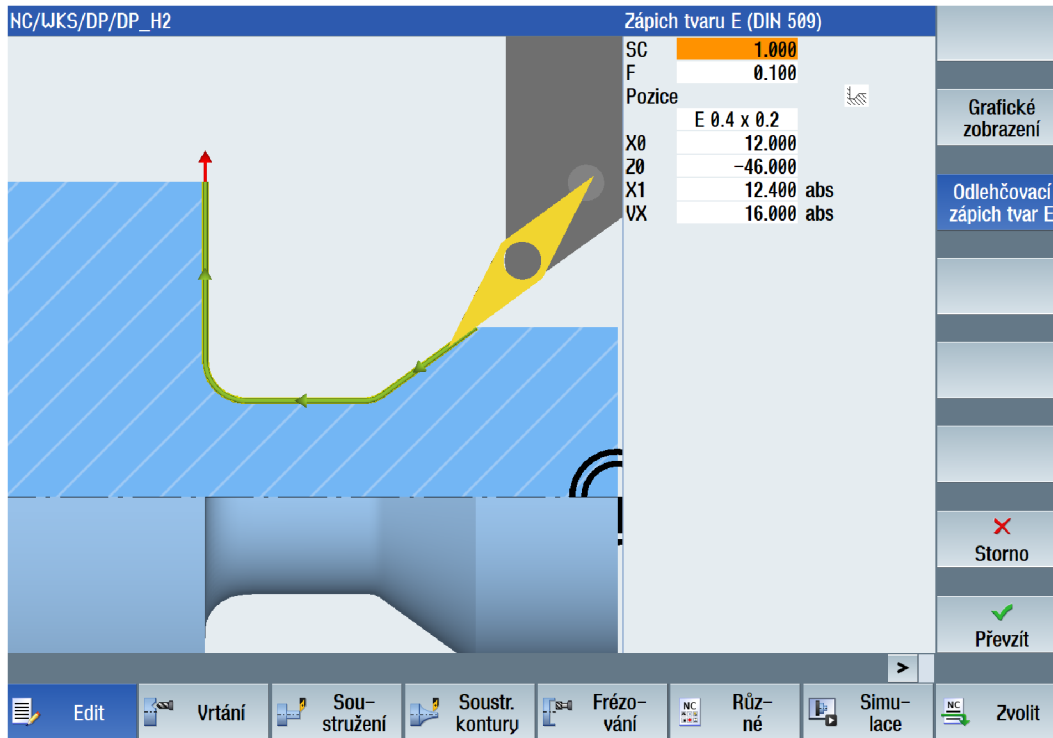 NC/WKS/DP/DP_H2
Zápich tvaru E (DIN 509)
SC 1.000
F 0.100
Pozice
E 0.4 x 0.2
X0 12.000
Z0 -46.000
X1 12.400 abs
VX 16.000 abs
Grafické
zobrazení
Odlehčovací
zápich tvar E
Storno
Převzít
>
Edit
Vrtání
Sou-
stružení
Soustr.
kontury
Frézo-
vání
NC
Růz-
né
Simu-
lace
NC
Zvolit